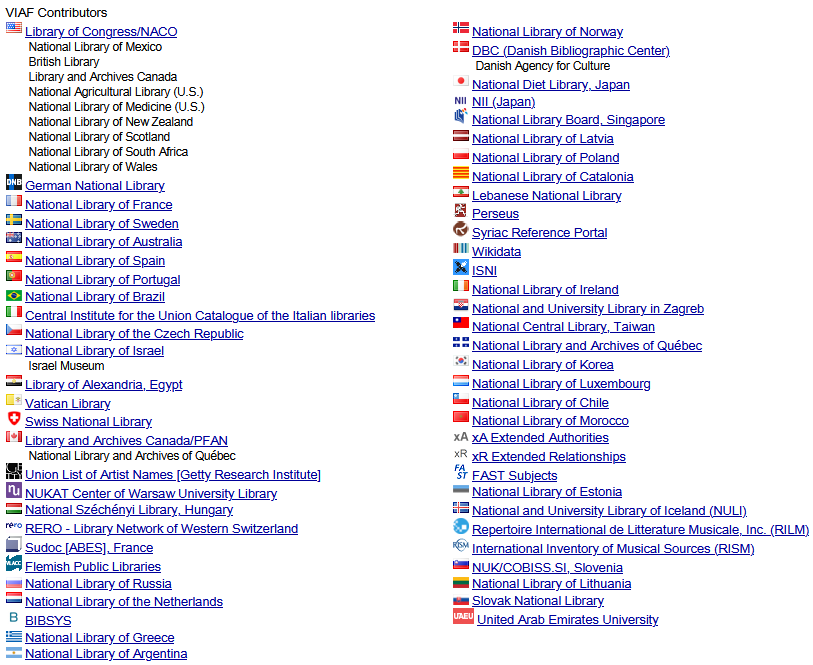 VIAF Contributors
Library of Congress/NACO
National Library of Mexico
British Library
Library and Archives Canada
National Agricultural Library (U.S.)
National Library of Medicine (U.S.)
National Library of New Zealand
National Library of Scotland
National Library of South Africa
National Library of Wales
DNB German National Library
National Library of France
National Library of Sweden
National Library of Australia
National Library of Spain
National Library of Portugal
National Library of Brazil
Central Institute for the Union Catalogue of the Italian libraries
National Library of the Czech Republic
National Library of Israel
Israel Museum
Library of Alexandria, Egypt
Vatican Library
Swiss National Library
Library and Archives Canada/PFAN
National Library and Archives of Québec
Union List of Artist Names [Getty Research Institute]
NUKAT Center of Warsaw University Library
National Széchényi Library, Hungary
rero RERO - Library Network of Western Switzerland
Sudoc [ABES], France
VLACC Flemish Public Libraries
National Library of Russia
National Library of the Netherlands
B BIBSYS
National Library of Greece
National Library of Argentina
National Library of Norway
DBC (Danish Bibliographic Center)
Danish Agency for Culture
National Diet Library, Japan
NII NII (Japan)
National Library Board, Singapore
National Library of Latvia
National Library of Poland
National Library of Catalonia
Lebanese National Library
Perseus
Syriac Reference Portal
Wikidata
ISNI
National Library of Ireland
National and University Library in Zagreb
National Central Library, Taiwan
National Library and Archives of Québec
National Library of Korea
National Library of Luxembourg
National Library of Chile
National Library of Morocco
xA xA Extended Authorities
xR xR Extended Relationships
FAST FAST Subjects
National Library of Estonia
National and University Library of Iceland (NULI)
Repertoire International de Litterature Musicale, Inc. (RILM)
RISM International Inventory of Musical Sources (RISM)
NUK/COBISS.SI, Slovenia
National Library of Lithuania
Slovak National Library
UAEU United Arab Emirates University